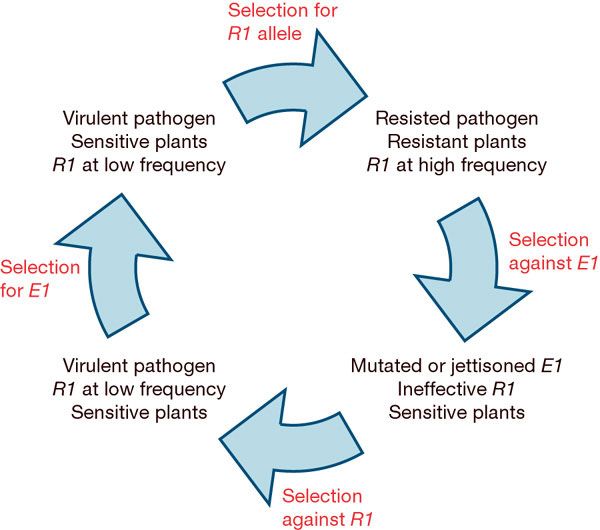 Selection for
R1 allele
Virulent pathogen
Sensitive plants
R1 at low frequency
Resisted pathogen
Resistant plants
R1 at high frequency
Selection
against E1
Mutated or jettisoned E1
Ineffective R1
Sensitive plants
Selection
against R1
Virulent pathogen
R1 at low frequency
Sensitive plants
Selection
for E1